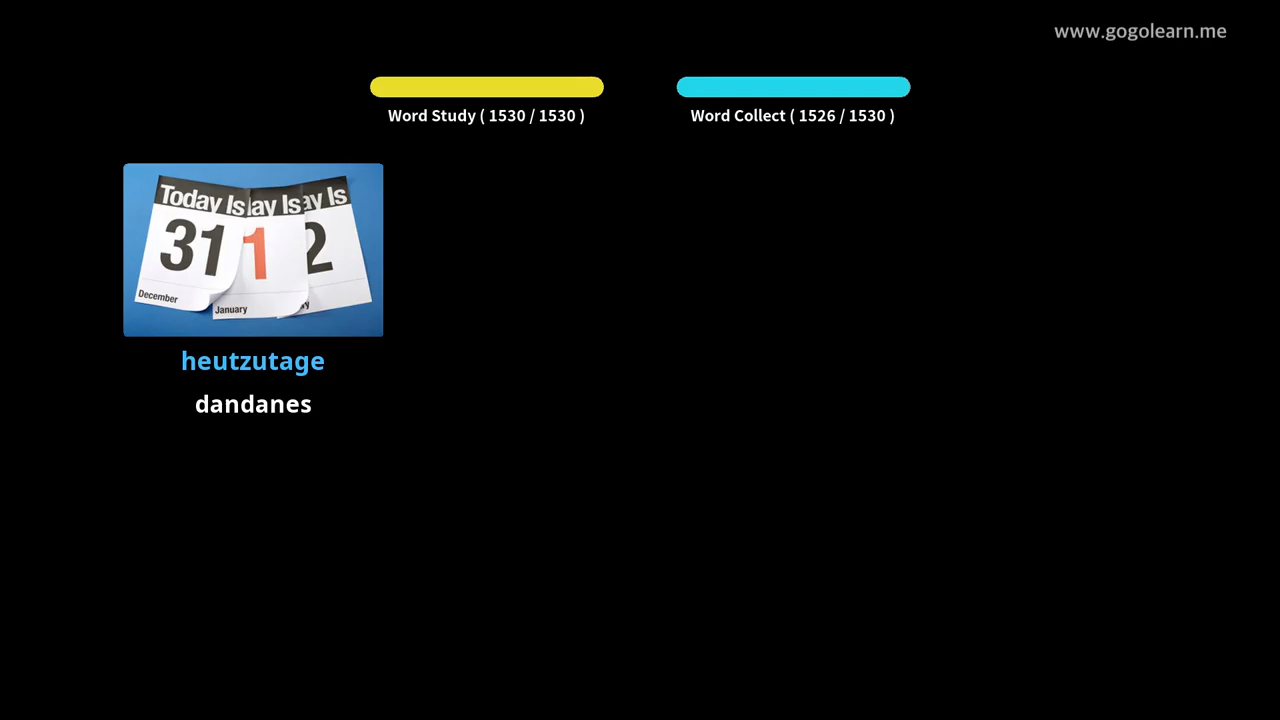 www.gogolearn.me
Word Study ( 1530 / 1530 )
Word Collect ( 1526 / 1530 )
Today Is
ay Is
ay Is
31
1
2
December
January
ry
heutzutage
dandanes